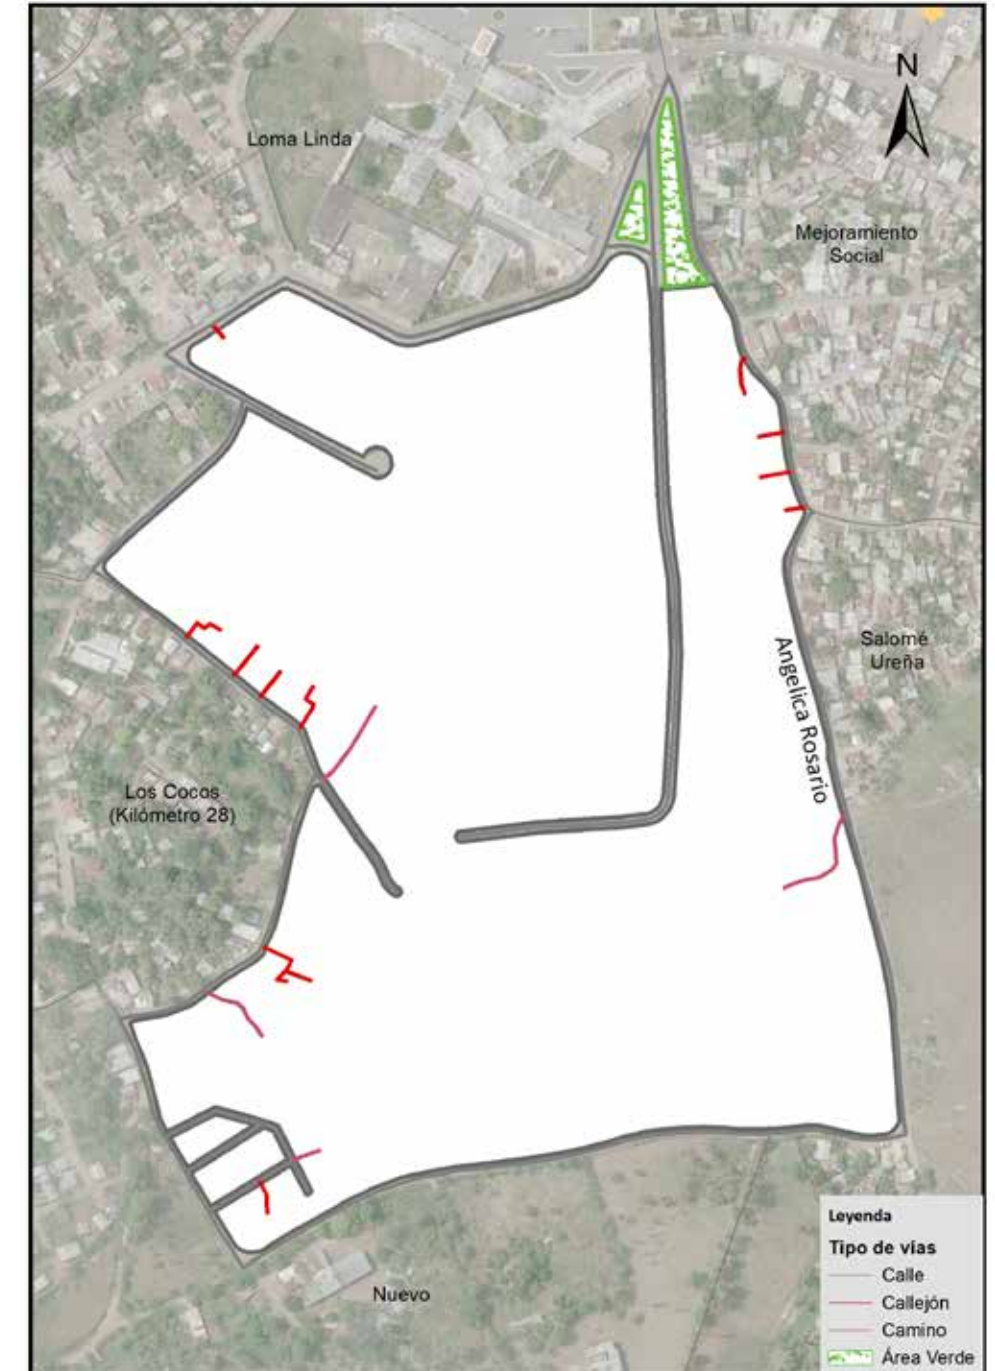 N
Loma Linda
Mejoramiento
Social
Salomé
Ureña
Angelica Rosario
Los Cocos
(Kilómetro 28)
Nuevo
Leyenda
Tipo de vías
Calle
Callejón
Camino
Área Verde